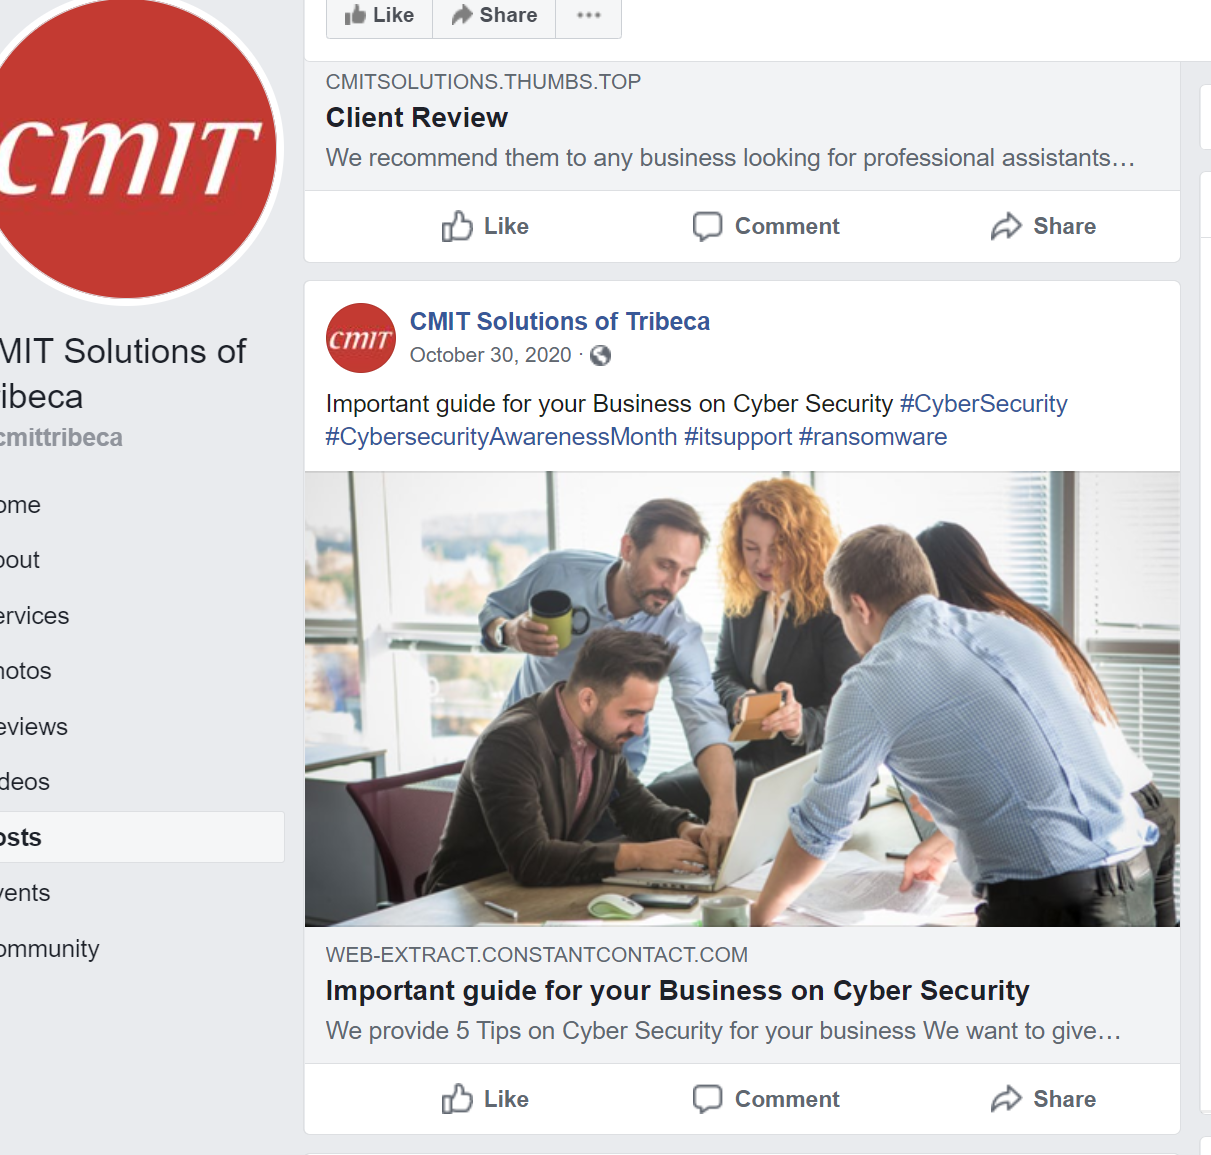 Like
Share
CMITSOLUTIONS.THUMBS.TOP
Client Review
We recommend them to any business looking for professional assistants...
Like
Comment
Share
CMIT
MIT Solutions of
ibeca
cmittribeca
ome
bout
ervices
hotos
eviews
deos
osts
vents
ommunity
CMIT
CMIT Solutions of Tribeca
October 30, 2020 ·
Important guide for your Business on Cyber Security #CyberSecurity
#CybersecurityAwarenessMonth #itsupport #ransomware
WEB-EXTRACT.CONSTANTCONTACT.COM
Important guide for your Business on Cyber Security
We provide 5 Tips on Cyber Security for your business We want to give...
Like
Comment
Share